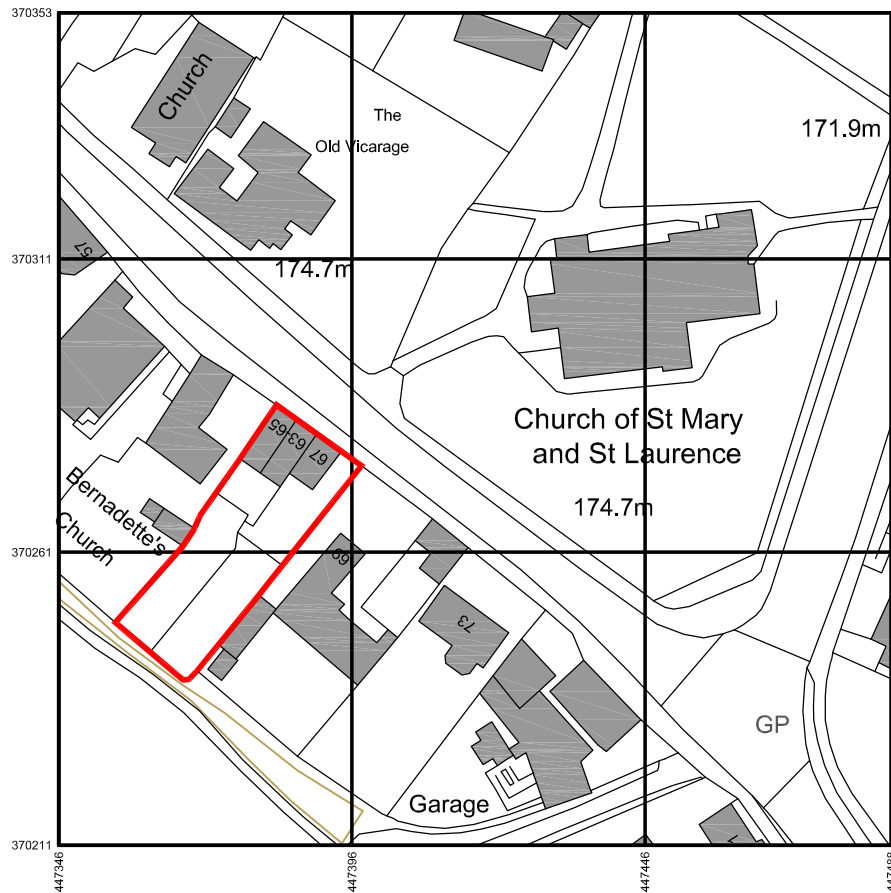 370353
Church
The
Old Vicarage
171.9m
57
370311
174.7m
63-65
67
Church of St Mary
and St Laurence
Bernadette's
Church
174.7m
370261
69
73
GP
Garage
370211
447346
447396
447446
447488